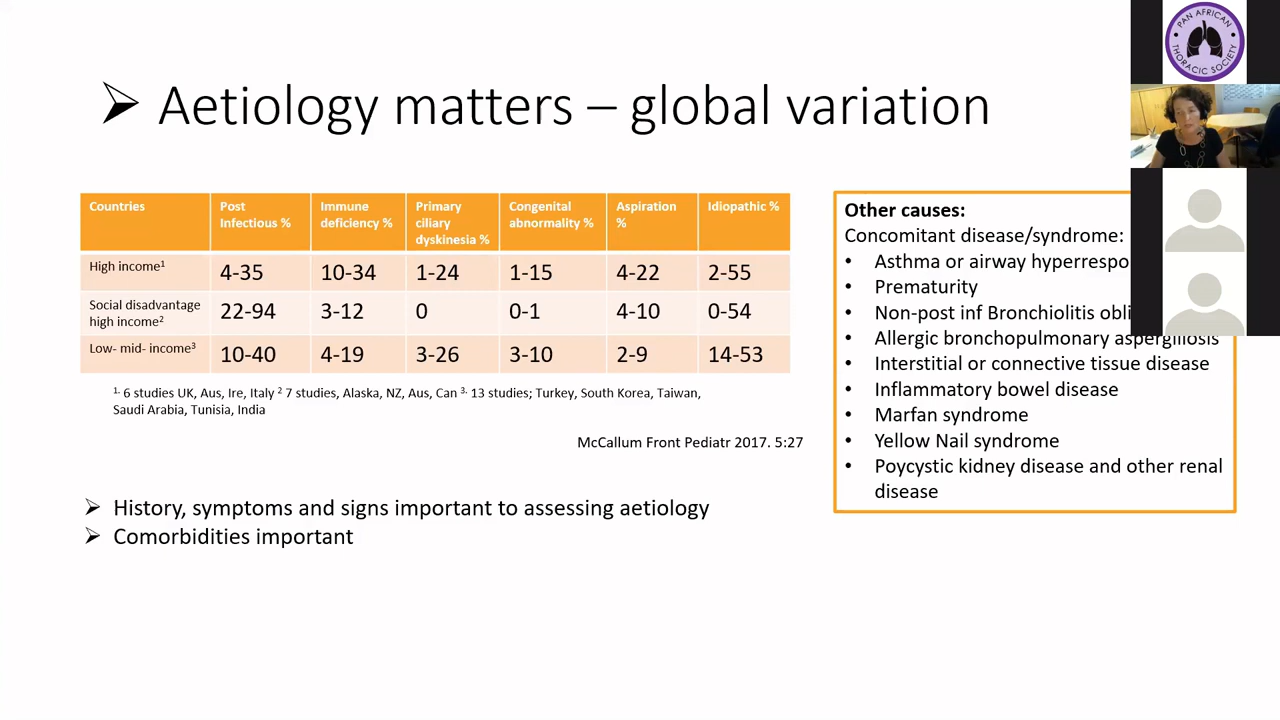 PAN AFRICAN
THORACIC SOCIETY
➢ Aetiology matters – global variation
Countries
Post
Infectious %
Immune
deficiency %
Primary
ciliary
dyskinesia %
Congenital
abnormality %
Aspiration
%
Idiopathic %
High income¹
4-35
10-34
1-24
1-15
4-22
2-55
Social disadvantage
high income²
22-94
3-12
0
0-1
4-10
0-54
Low- mid- income³
10-40
4-19
3-26
3-10
2-9
14-53
¹· 6 studies UK, Aus, Ire, Italy ² 7 studies, Alaska, NZ, Aus, Can ³· 13 studies; Turkey, South Korea, Taiwan,
Saudi Arabia, Tunisia, India
McCallum Front Pediatr 2017. 5:27
➢ History, symptoms and signs important to assessing aetiology
➢ Comorbidities important
Other causes:
Concomitant disease/syndrome:
• Asthma or airway
• Prematurity
• Non-post inf Bronchiolitis
• Allergic bronchopulmonary aspergillosis
• Interstitial or connective tissue disease
• Inflammatory bowel disease
• Marfan syndrome
• Yellow Nail syndrome
• Poycystic kidney disease and other renal
disease